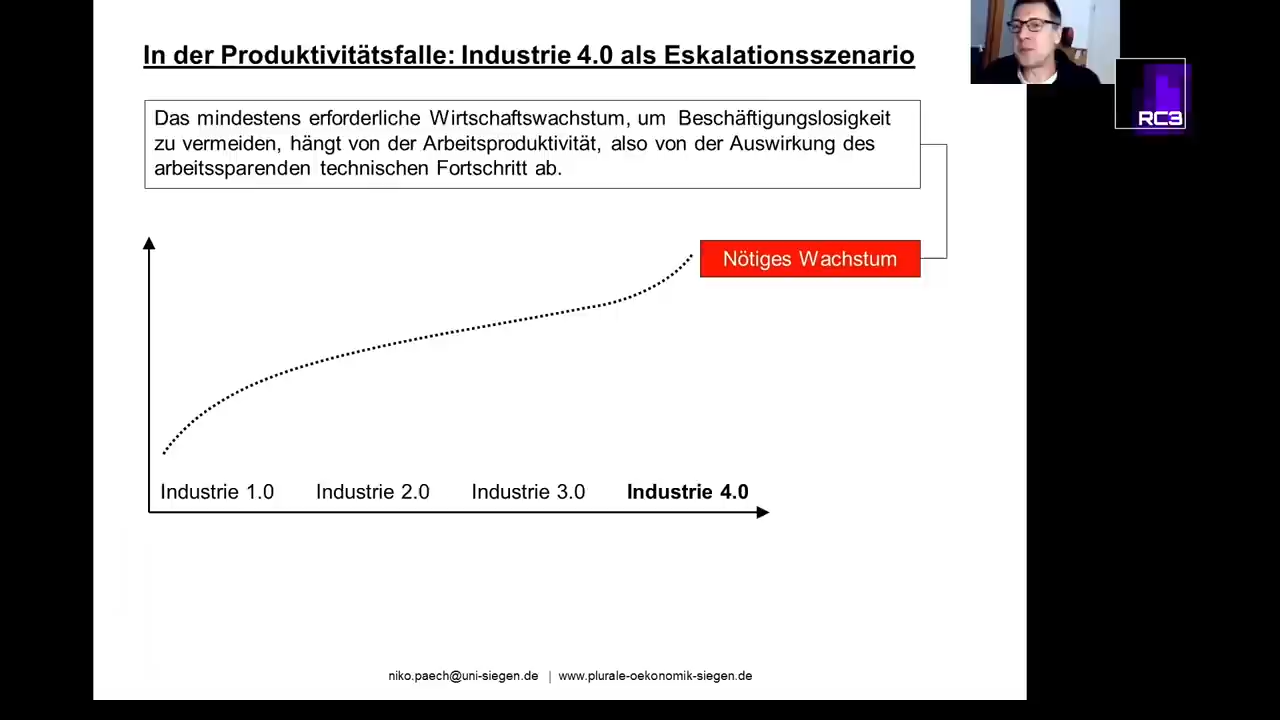 In der Produktivitätsfalle: Industrie 4.0 als Eskalationsszenario
RC3
Das mindestens erforderliche Wirtschaftswachstum, um Beschäftigungslosigkeit
zu vermeiden, hängt von der Arbeitsproduktivität, also von der Auswirkung des
arbeitssparenden technischen Fortschritt ab.
Nötiges Wachstum
Industrie 1.0 Industrie 2.0 Industrie 3.0 Industrie 4.0
niko.paech@uni-siegen.de | www.plurale-oekonomik-siegen.de